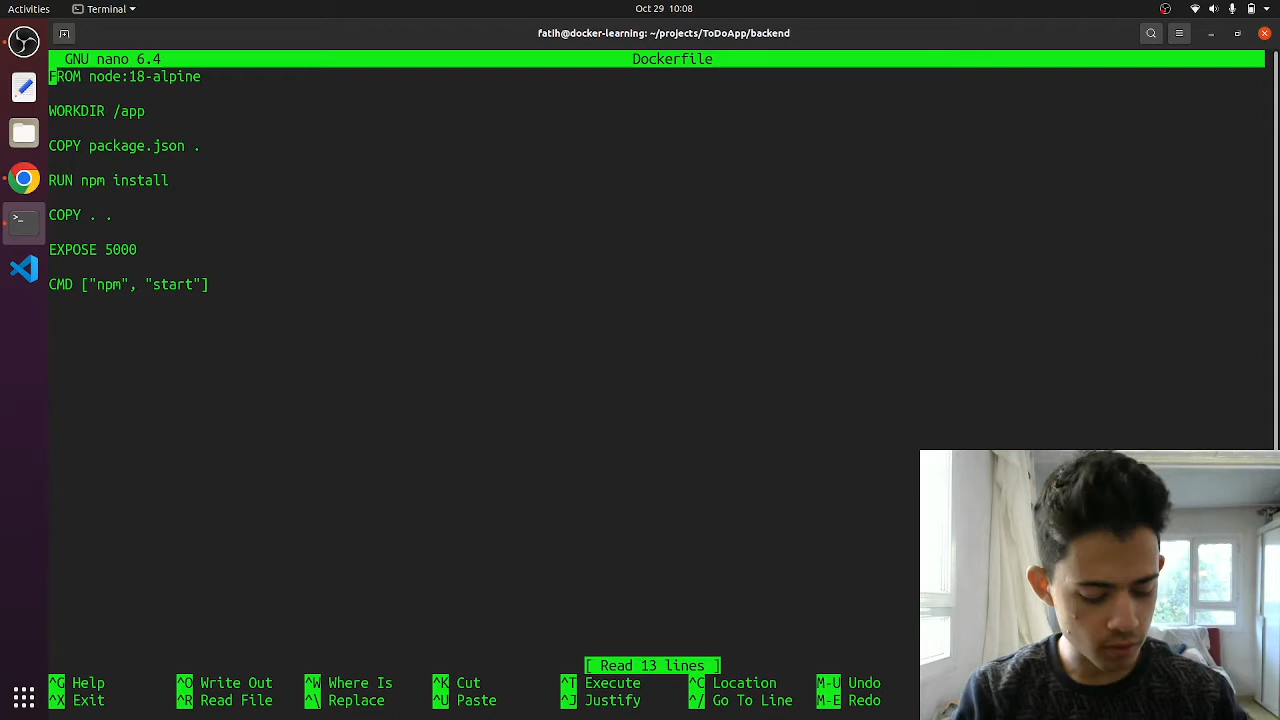 Activities Terminal Oct 29 10:08
fatih@docker-learning: ~/projects/ToDoApp/backend
GNU nano 6.4 Dockerfile
FROM node:18-alpine
WORKDIR /app
COPY package.json .
RUN npm install
COPY . .
EXPOSE 5000
CMD ["npm", "start"]
[ Read 13 lines ]
^G Help ^O Write Out ^W Where Is ^K Cut ^T Execute ^C Location M-U Undo
^X Exit ^R Read File ^\ Replace ^U Paste ^J Justify ^/ Go To Line M-E Redo